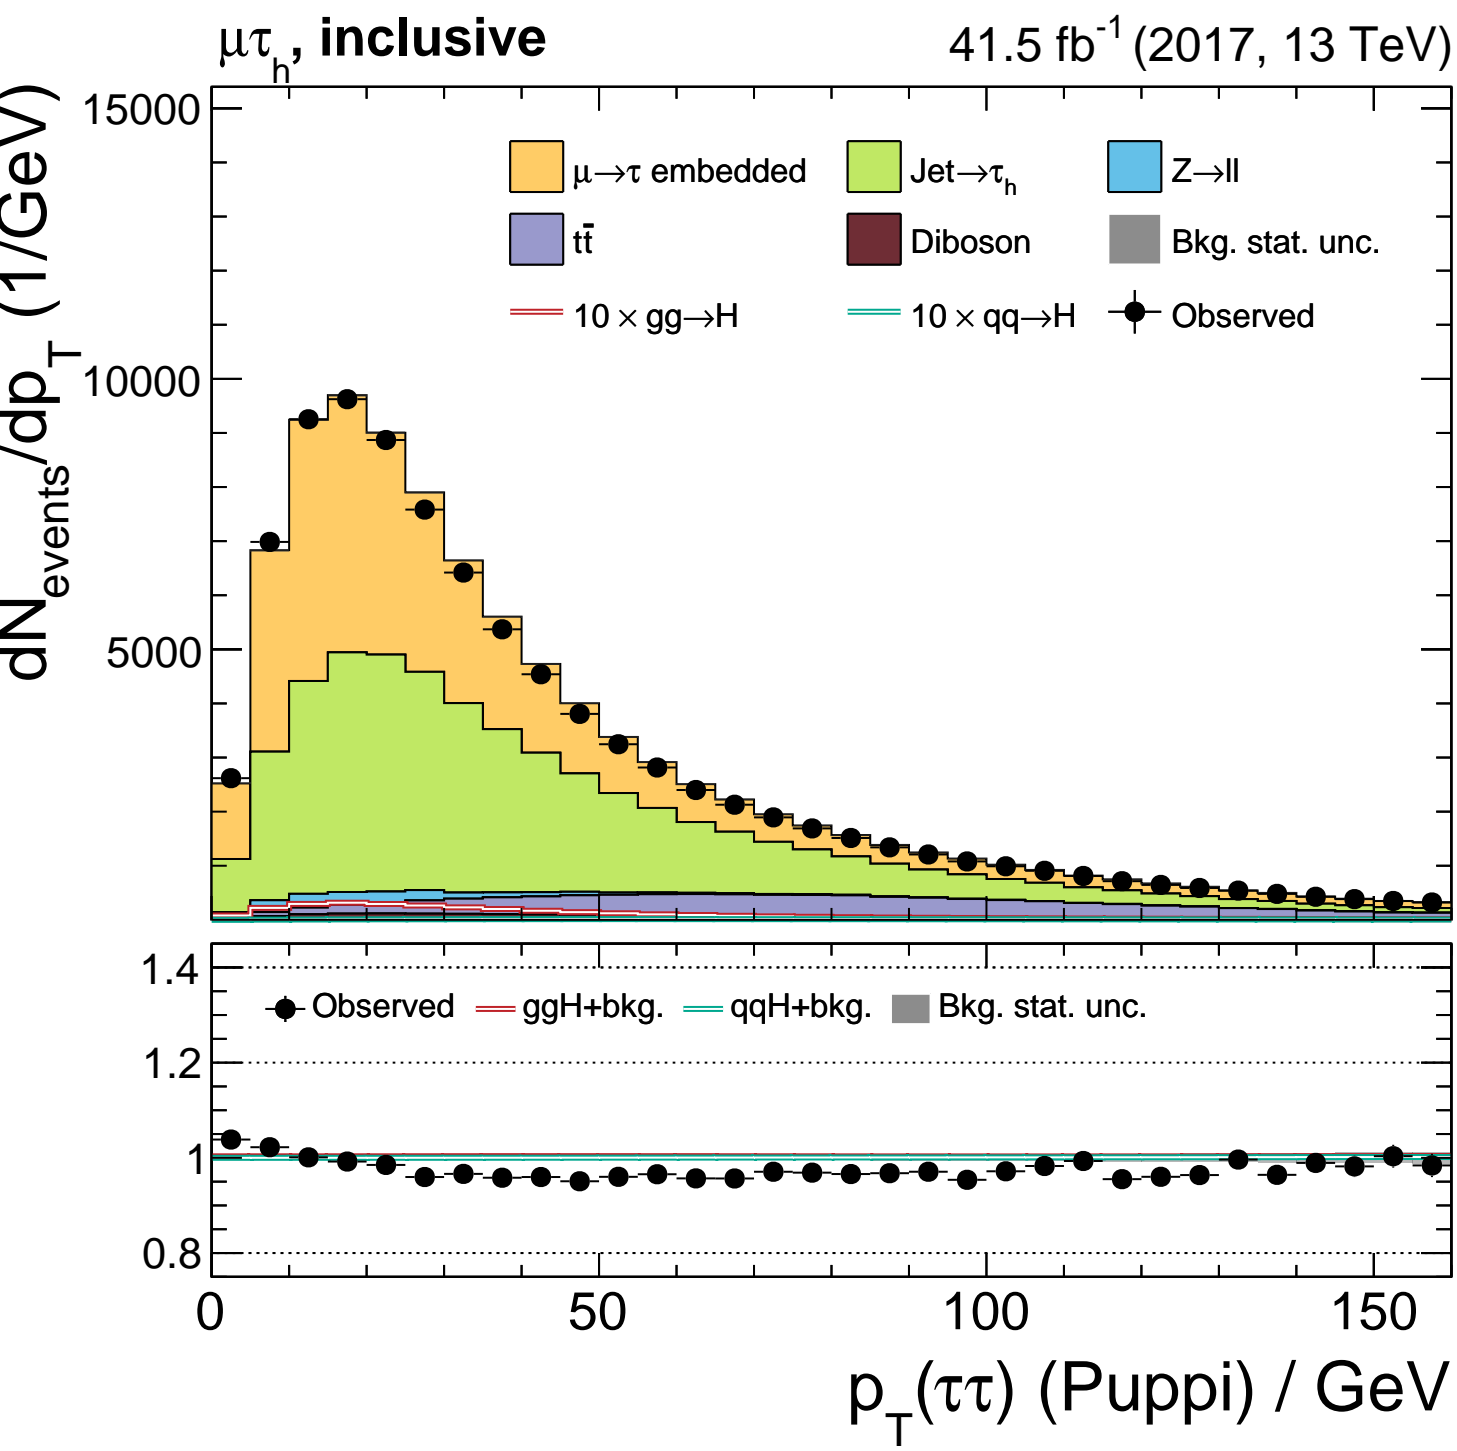 μτh, inclusive
41.5 fb-1 (2017, 13 TeV)
dNevents/dpT (1/GeV)
15000
10000
5000
μ→τ embedded
Jet→τh
Z→ll
tt̄
Diboson
Bkg. stat. unc.
10 × gg→H
10 × qq→H
Observed
1.4
1.2
1
0.8
Observed
ggH+bkg.
qqH+bkg.
Bkg. stat. unc.
0
50
100
150
pT(ττ) (Puppi) / GeV